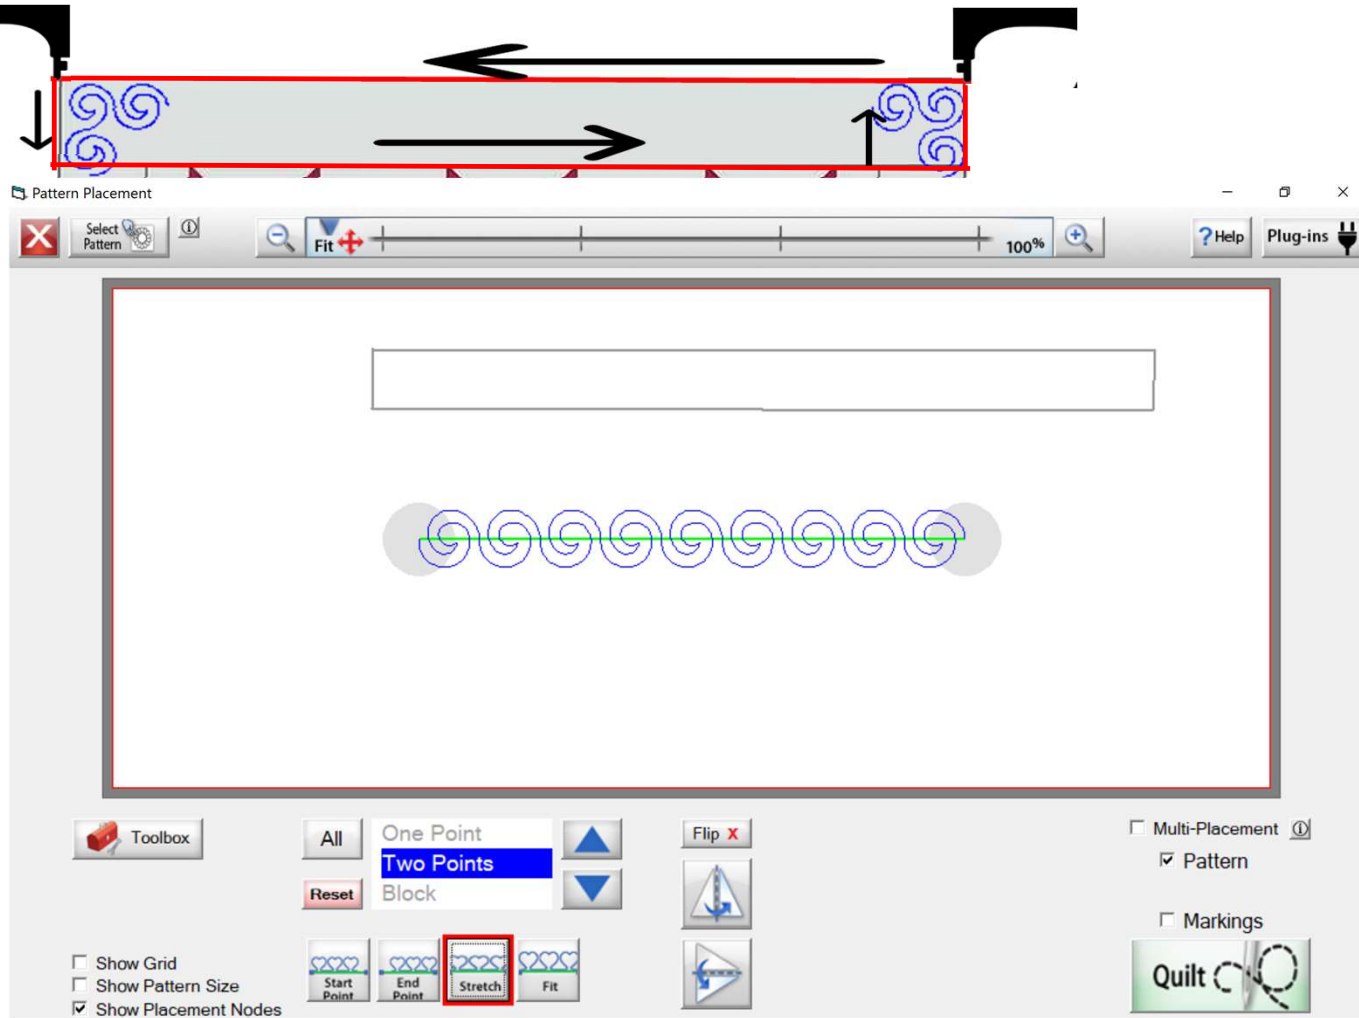 Pattern Placement
Select
Pattern
Fit
100%
? Help
Plug-ins
Toolbox
All
Reset
One Point
Two Points
Block
Flip X
Multi-Placement
Pattern
Markings
Show Grid
Show Pattern Size
Show Placement Nodes
Start
Point
End
Point
Stretch
Fit
Quilt